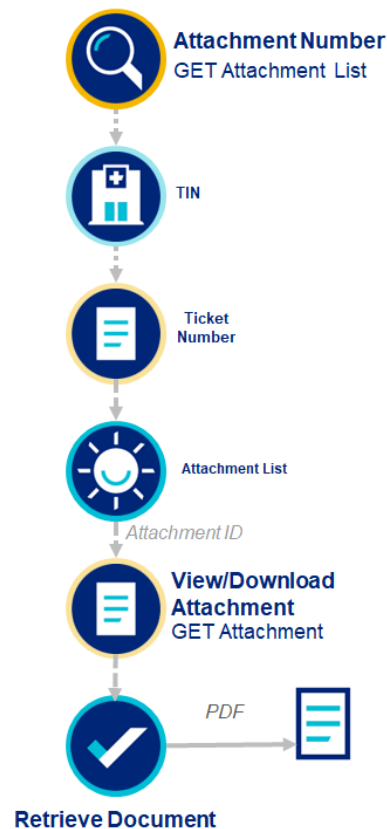 Attachment Number
GET Attachment List
TIN
Ticket
Number
Attachment List
Attachment ID
View/Download
Attachment
GET Attachment
PDF
Retrieve Document